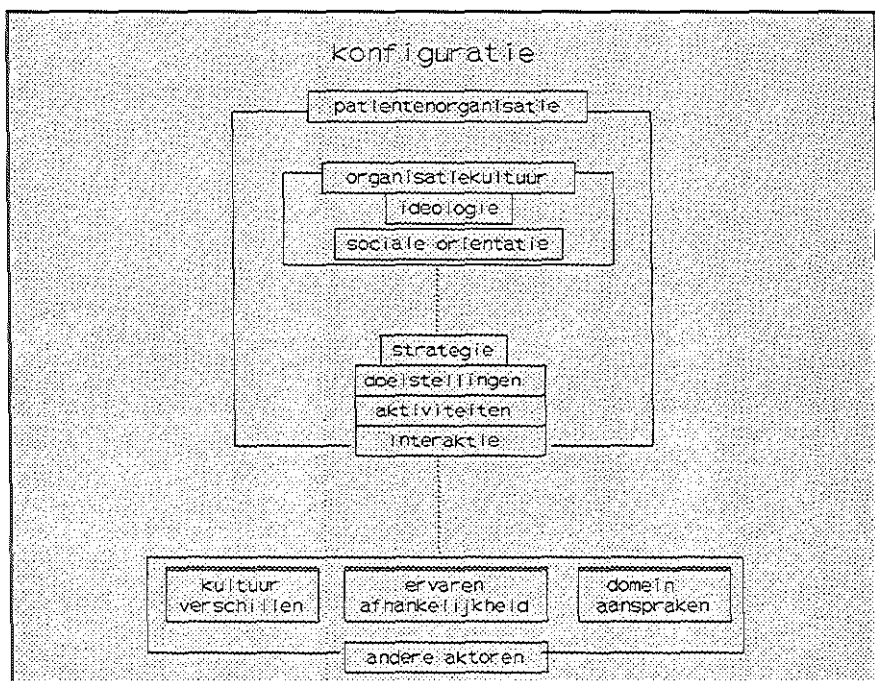 konfiguratie
patientenorganisatie
organisatiekultuur
ideologie
sociale orientatie
strategie
doelstellingen
aktiviteiten
interaktie
kultuur verschillen
ervaren afhankelijkheid
domein aanspraken
andere aktoren